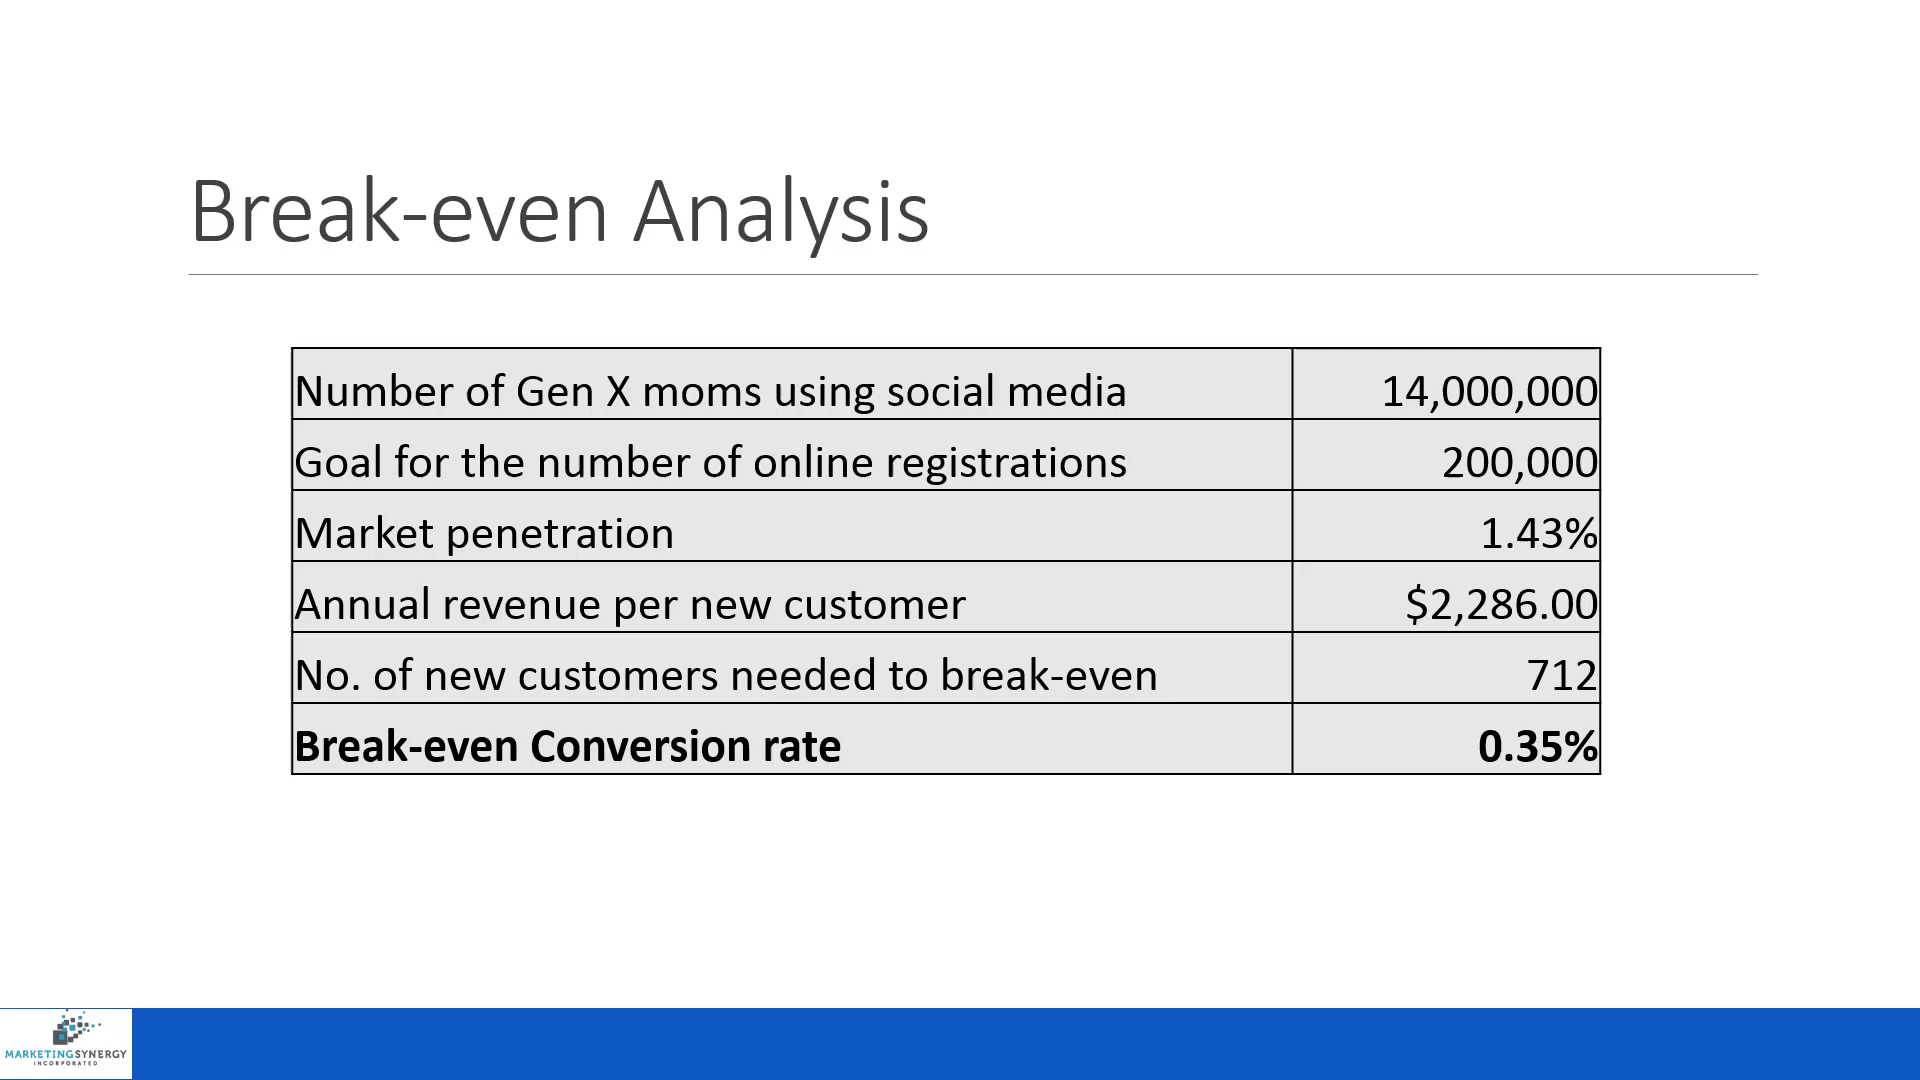 Break-even Analysis
Number of Gen X moms using social media 14,000,000
Goal for the number of online registrations 200,000
Market penetration 1.43%
Annual revenue per new customer $2,286.00
No. of new customers needed to break-even 712
Break-even Conversion rate 0.35%
MARKETINGSYNERGY
INCORPORATED